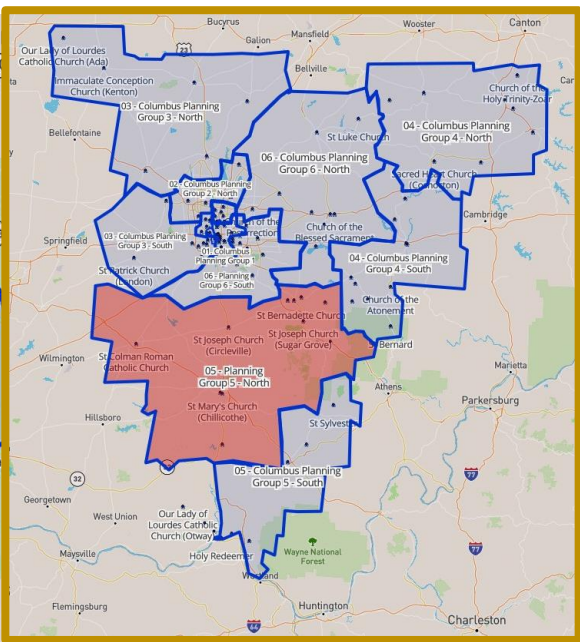 Bucyrus
Canton
Wooster
Mansfield
Galion
23
Our Lady of Lourdes
Catholic Church (Ada)
Bellville
Immaculate Conception
Church (Kenton)
Church of the
Holy Trinity-Zoar
03 - Columbus Planning
Group 3 - North
Bellefontaine
St Luke Church
04 - Columbus Planning
Group 4 - North
06 - Columbus Planning
Group 6 - North
Sacred Heart Church
(Coshocton)
02 - Columbus Planning
Group 2 - North
Cambridge
Springfield
03 - Columbus Planning
Group 3 - South
Church of the
Blessed Sacrament
01- Columbus
Planning Group 1
St Patrick Church
(London)
04 - Columbus Planning
Group 4 - South
06 - Planning
Group 6 - South
Church of the
Atonement
St Bernadette Church
St Joseph Church
(Circleville)
St Joseph Church
(Sugar Grove)
St Bernard
St Colman Roman
Catholic Church
Wilmington
Marietta
05 - Planning
Group 5 - North
Athens
Parkersburg
St Mary's Church
(Chillicothe)
Hillsboro
St Sylvester
05 - Columbus Planning
Group 5 - South
77
32
Georgetown
West Union
Our Lady of
Lourdes Catholic
Church (Otway)
Holy Redeemer
Wayne National
Forest
77
Maysville
Flemingsburg
Huntington
64
Charleston